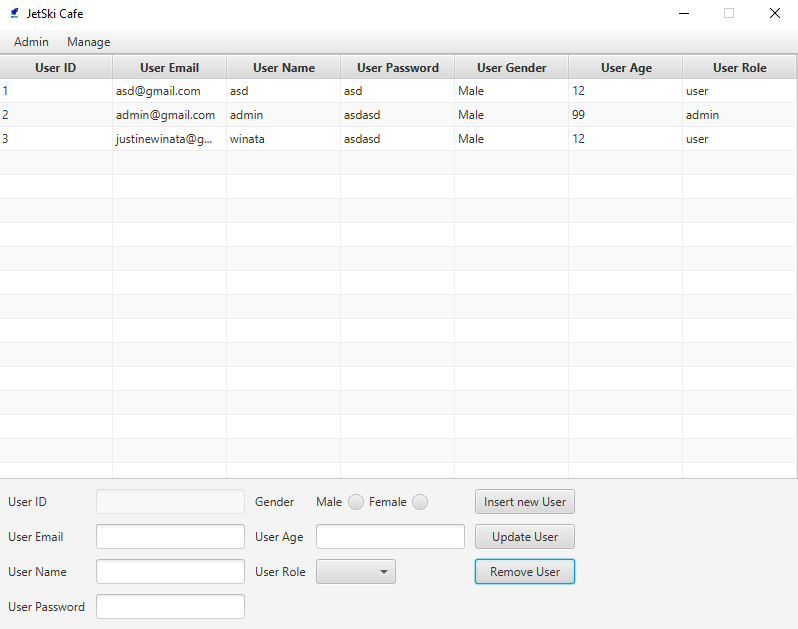 JetSki Cafe
Admin Manage
User ID User Email User Name User Password User Gender User Age User Role
1 asd@gmail.com asd asd Male 12 user
2 admin@gmail.com admin asdasd Male 99 admin
3 justinewinata@g... winata asdasd Male 12 user
User ID Gender Male Female Insert new User
User Email User Age Update User
User Name User Role Remove User
User Password